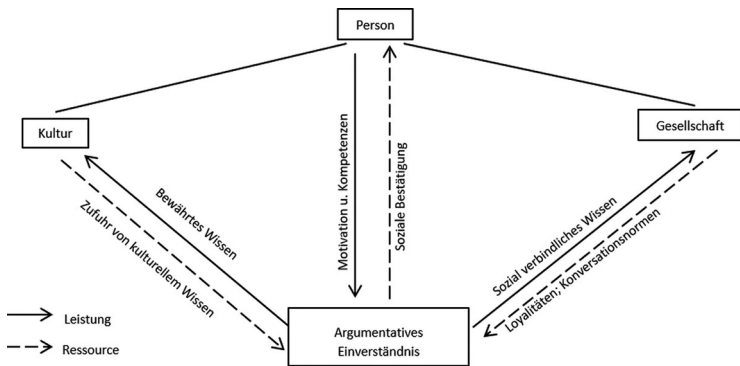 Person
Kultur
Gesellschaft
Bewährtes Wissen
Zufuhr von kulturellem Wissen
Motivation u. Kompetenzen
Soziale Bestätigung
Sozial verbindliches Wissen
Loyalitäten; Konversationsnormen
Argumentatives
Einverständnis
Leistung
Ressource